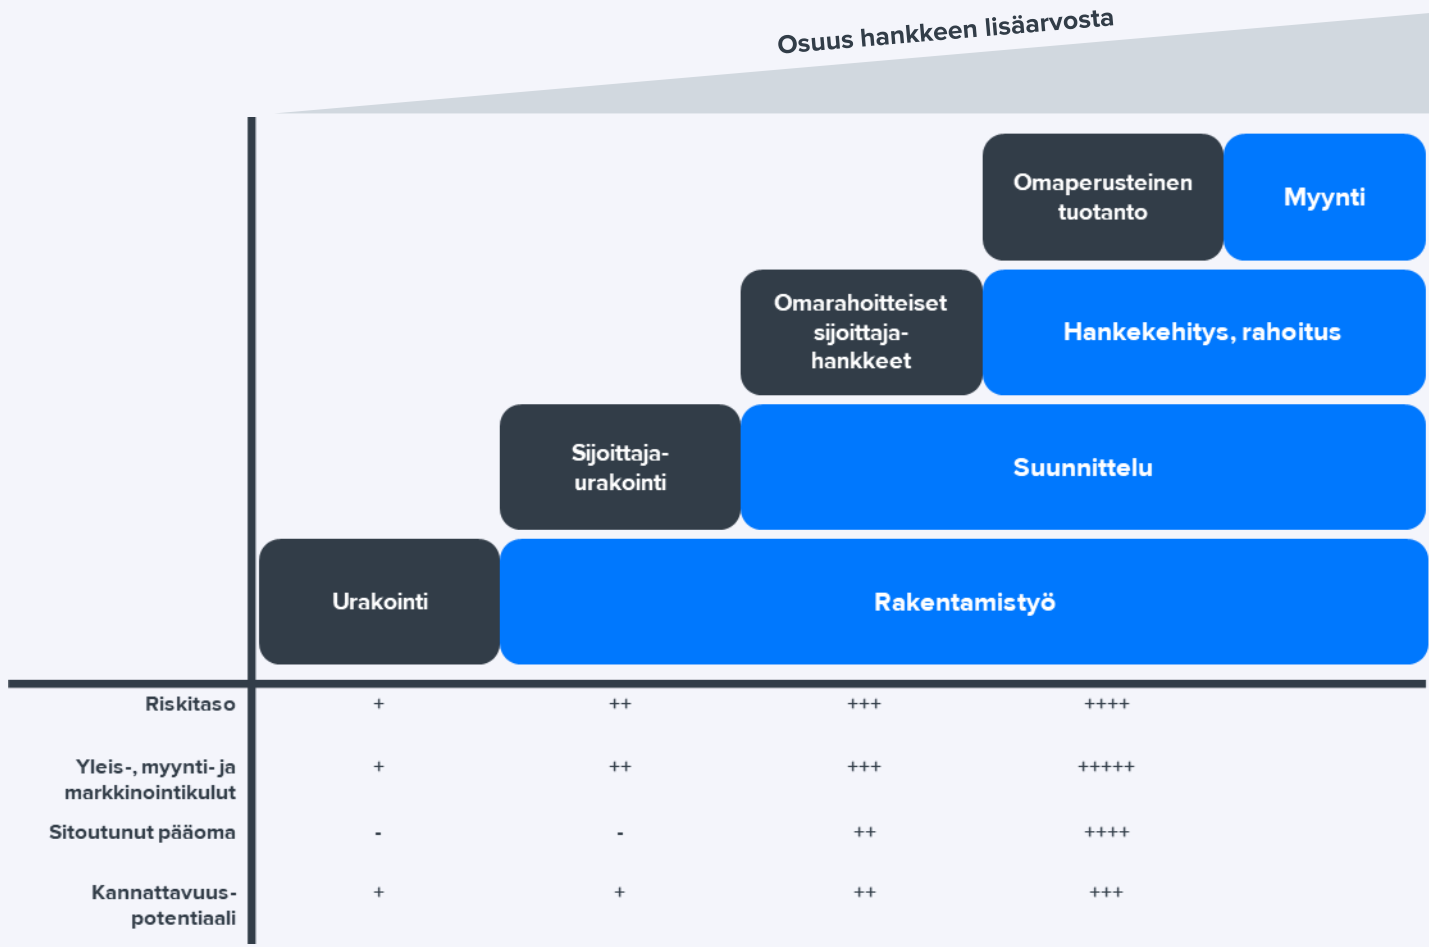 Osuus hankkeen lisäarvosta
Omaperusteinen
tuotanto
Myynti
Omarahoitteiset
sijoittaja-
hankkeet
Hankekehitys, rahoitus
Sijoittaja-
urakointi
Suunnittelu
Urakointi
Rakentamistyö
Riskitaso + ++ +++ ++++
Yleis-, myynti- ja
markkinointikulut + ++ +++ +++++
Sitoutunut pääoma - - ++ ++++
Kannattavuus-
potentiaali + + ++ +++